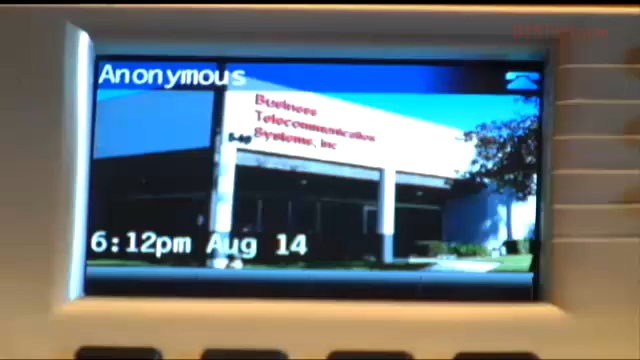 Anonymous
Business
Telecommunication
Systems, Inc
6:12pm Aug 14